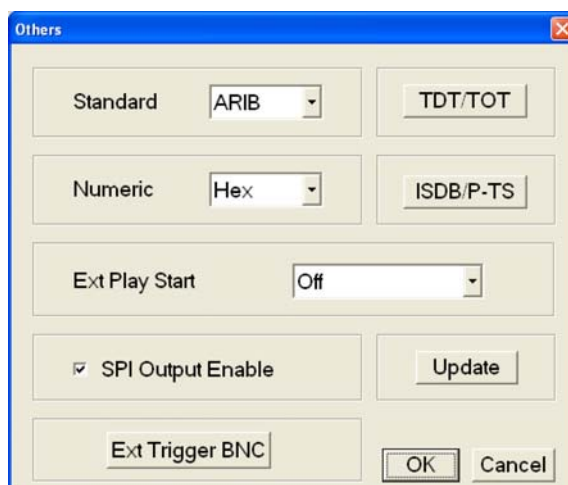 Others
Standard ARIB TDT/TOT
Numeric Hex ISDB/P-TS
Ext Play Start Off
SPI Output Enable Update
Ext Trigger BNC OK Cancel